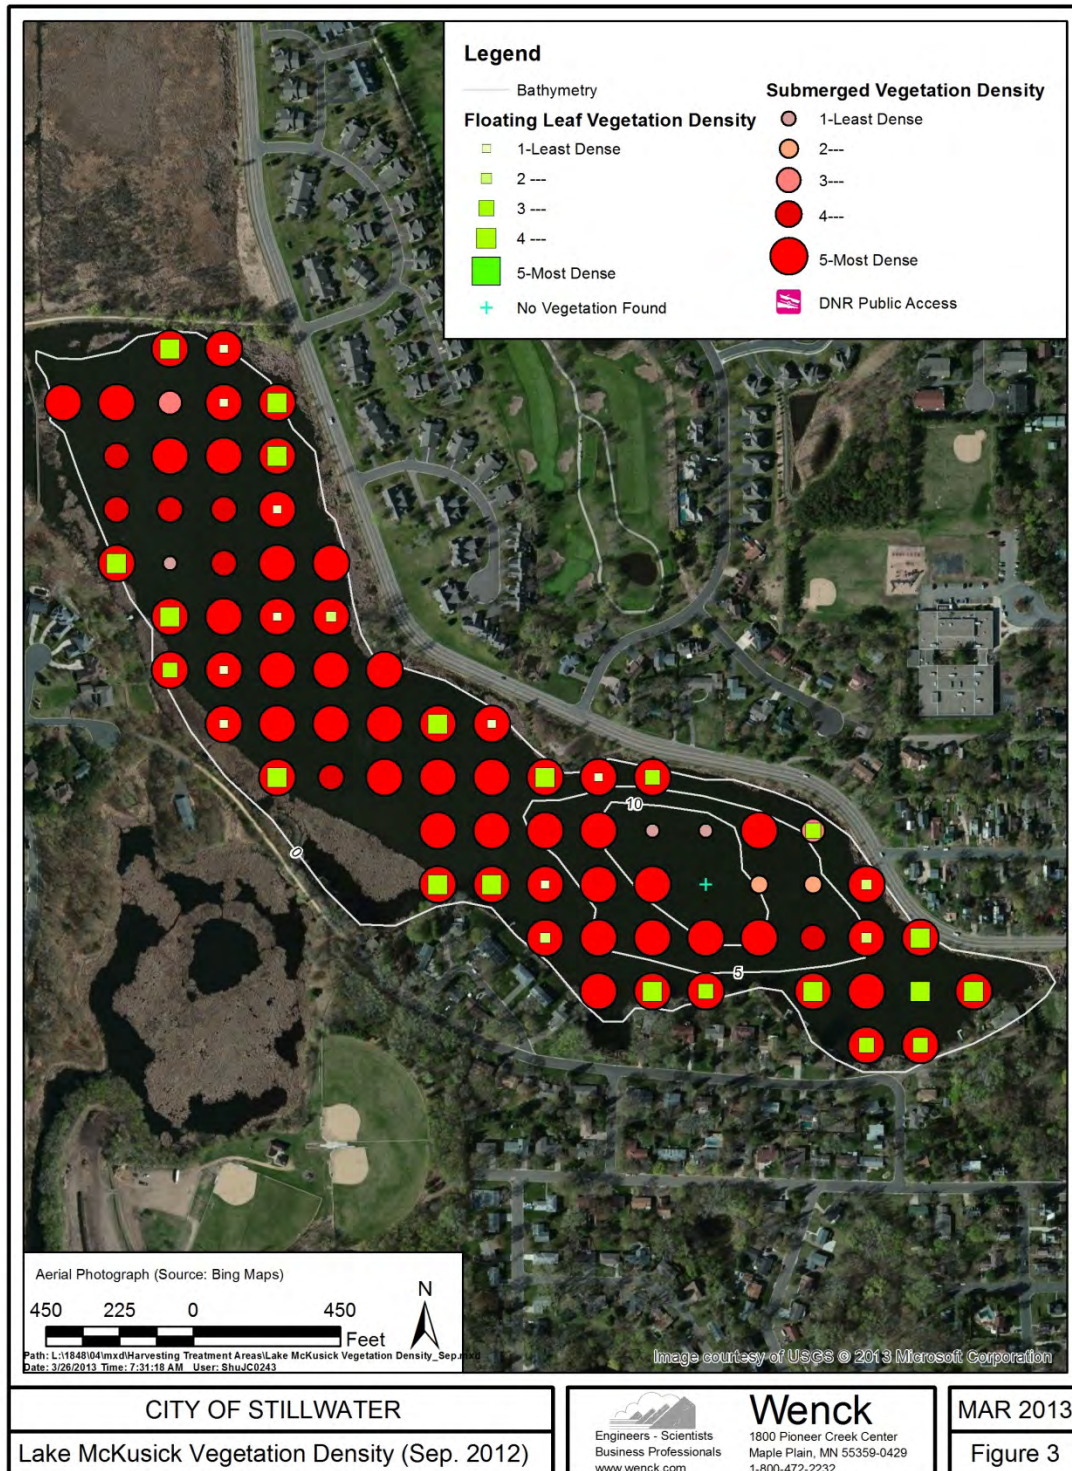 Legend
Bathymetry
Floating Leaf Vegetation Density
1-Least Dense
2 ---
3 ---
4 ---
5-Most Dense
No Vegetation Found
Submerged Vegetation Density
1-Least Dense
2---
3---
4---
5-Most Dense
DNR Public Access
10
0
5
Aerial Photograph (Source: Bing Maps)
N
450 225 0 450
Feet
Path: L:\1848\04\mxd\Harvesting Treatment Areas\Lake McKusick Vegetation Density_Sep.mxd
Date: 3/26/2013 Time: 7:31:18 AM User: ShuJC0243
Image courtesy of USGS © 2013 Microsoft Corporation
CITY OF STILLWATER
Lake McKusick Vegetation Density (Sep. 2012)
Engineers - Scientists
Business Professionals
www.wenck.com
Wenck
1800 Pioneer Creek Center
Maple Plain, MN 55359-0429
1-800-472-2232
MAR 2013
Figure 3